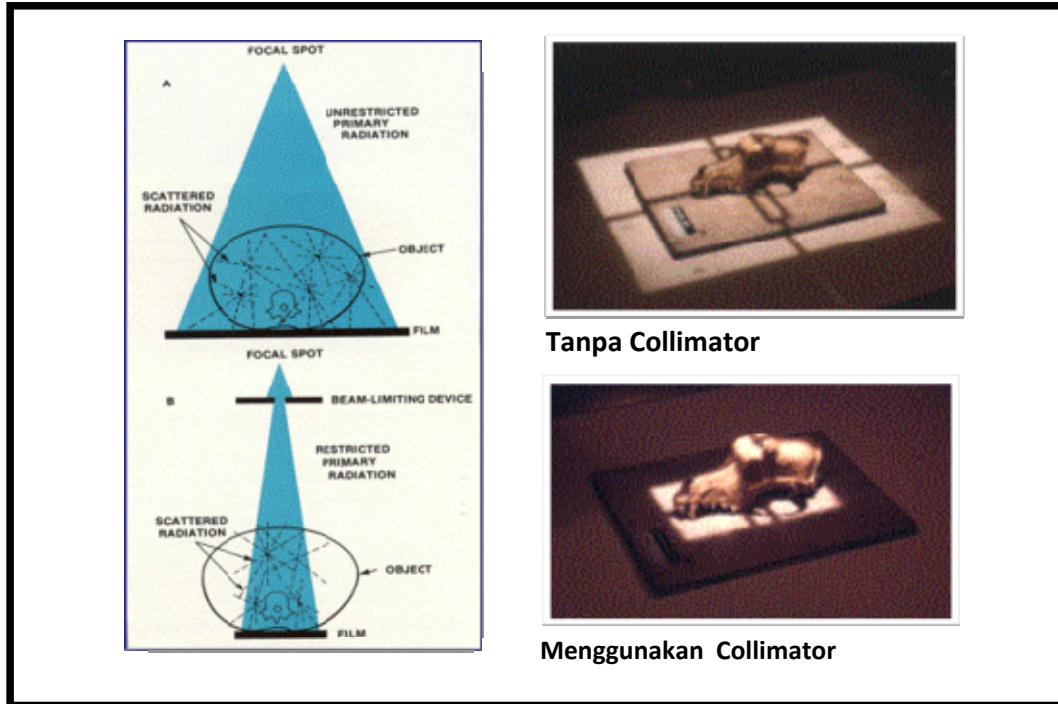 FOCAL SPOT
A
UNRESTRICTED
PRIMARY
RADIATION
SCATTERED
RADIATION
OBJECT
FILM
FOCAL SPOT
B
BEAM-LIMITING DEVICE
RESTRICTED
PRIMARY
RADIATION
SCATTERED
RADIATION
OBJECT
FILM
Tanpa Collimator
Menggunakan Collimator